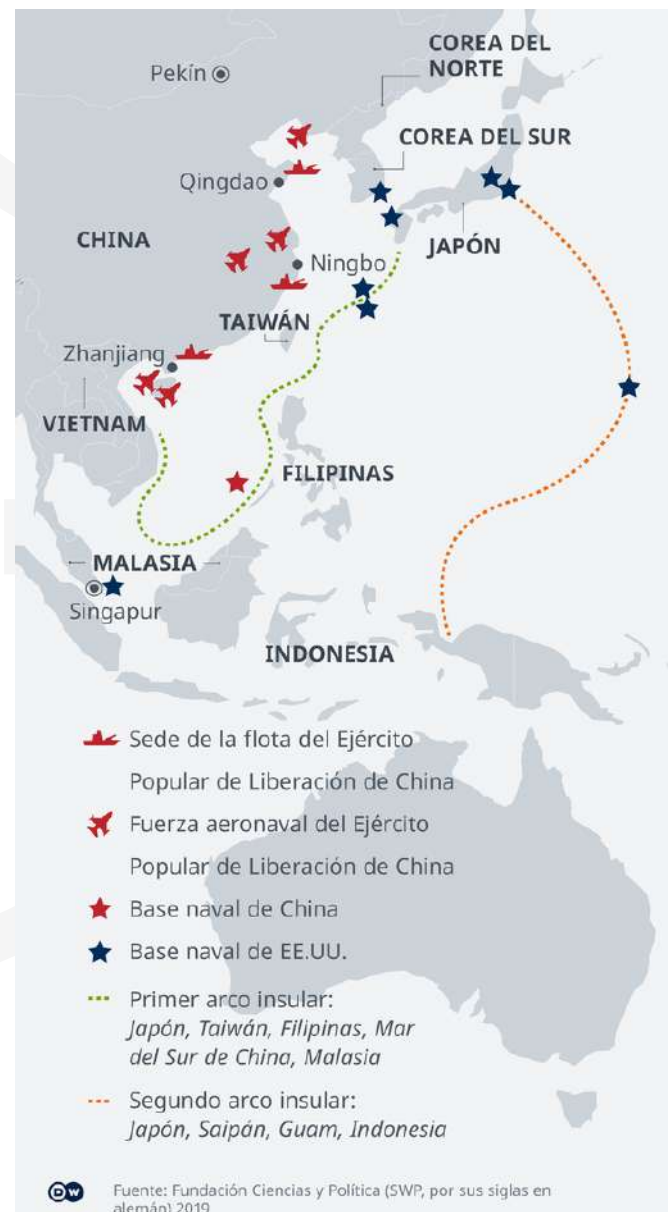 COREA DEL
NORTE
Pekín
COREA DEL SUR
Qingdao
CHINA
JAPÓN
Ningbo
TAIWÁN
Zhanjiang
VIETNAM
FILIPINAS
MALASIA
Singapur
INDONESIA
Sede de la flota del Ejército
Popular de Liberación de China
Fuerza aeronaval del Ejército
Popular de Liberación de China
Base naval de China
Base naval de EE.UU.
Primer arco insular:
Japón, Taiwán, Filipinas, Mar
del Sur de China, Malasia
Segundo arco insular:
Japón, Saipán, Guam, Indonesia
DW
Fuente: Fundación Ciencias y Política (SWP, por sus siglas en
alemán) 2019